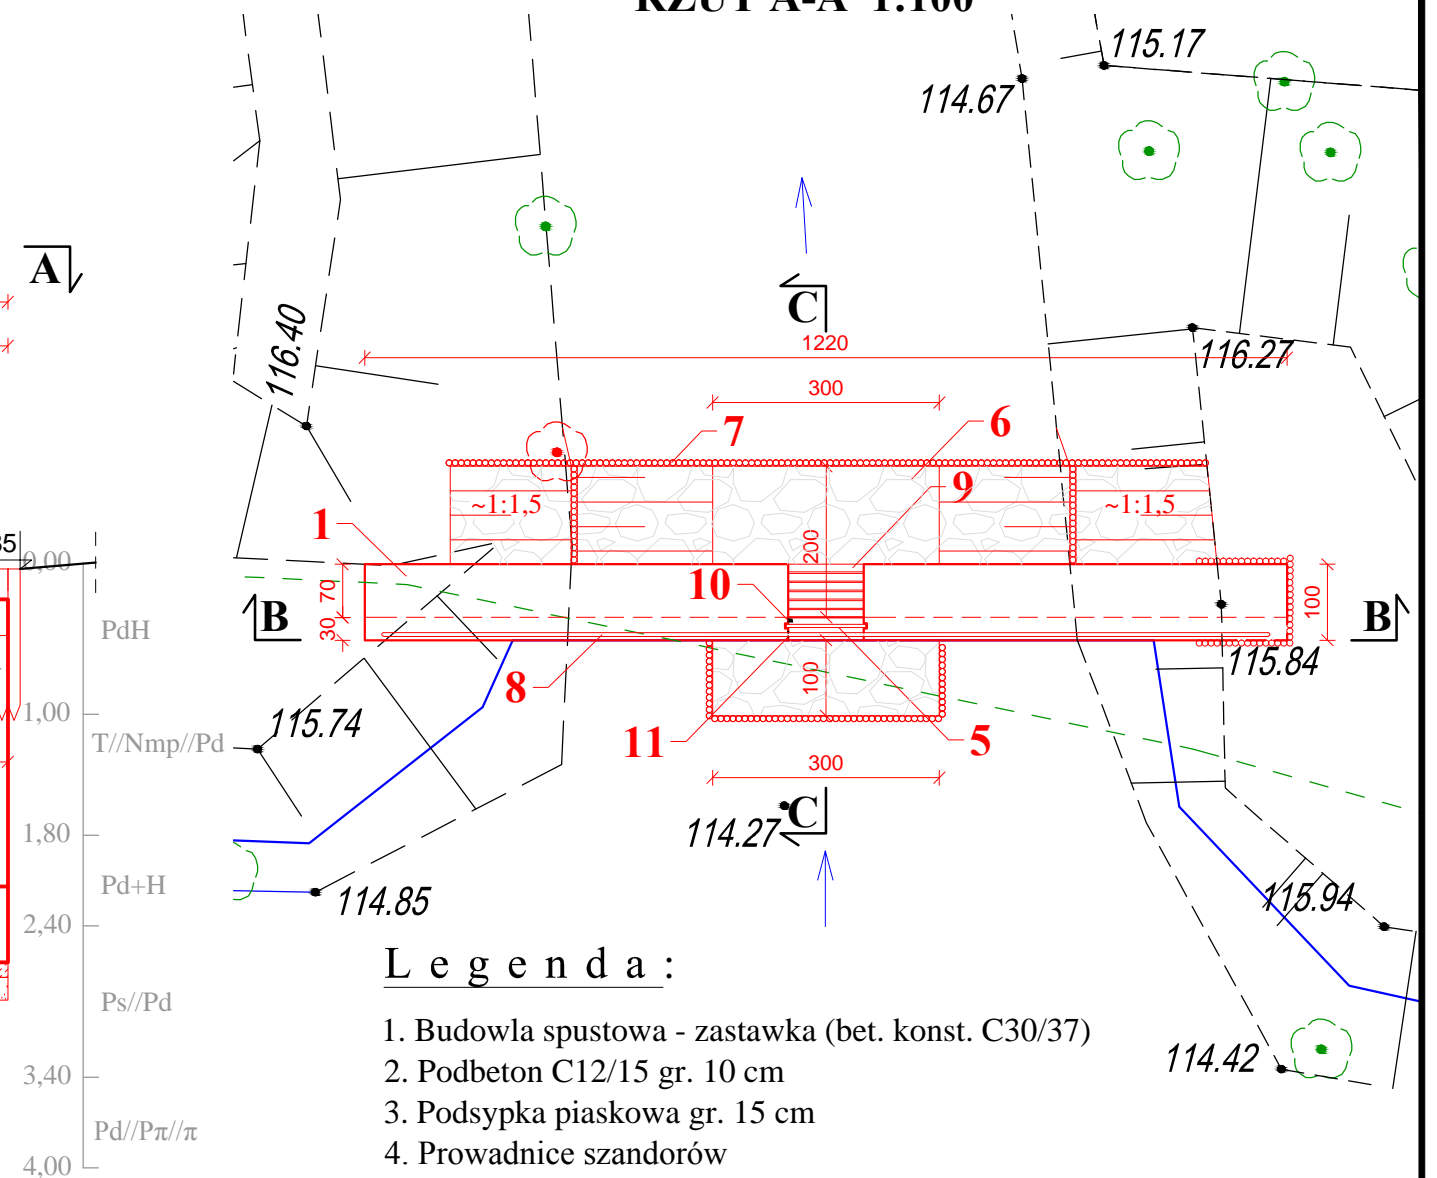 RZUT A-A 1:100
115.17
114.67
A
C
116.40
1220
116.27
300
7
6
9
~1:1,5
~1:1,5
1
200
35
0,00
70
10
100
B
30
B
PdH
115.84
8
100
1,00
115.74
T//Nmp//Pd
11
5
300
C
114.27
1,80
Pd+H
114.85
115.94
2,40
Legenda:
Ps//Pd
1. Budowla spustowa - zastawka (bet. konst. C30/37)
114.42
3,40
2. Podbeton C12/15 gr. 10 cm
3. Podsypka piaskowa gr. 15 cm
Pd//Pπ//π
4. Prowadnice szandorów
4,00